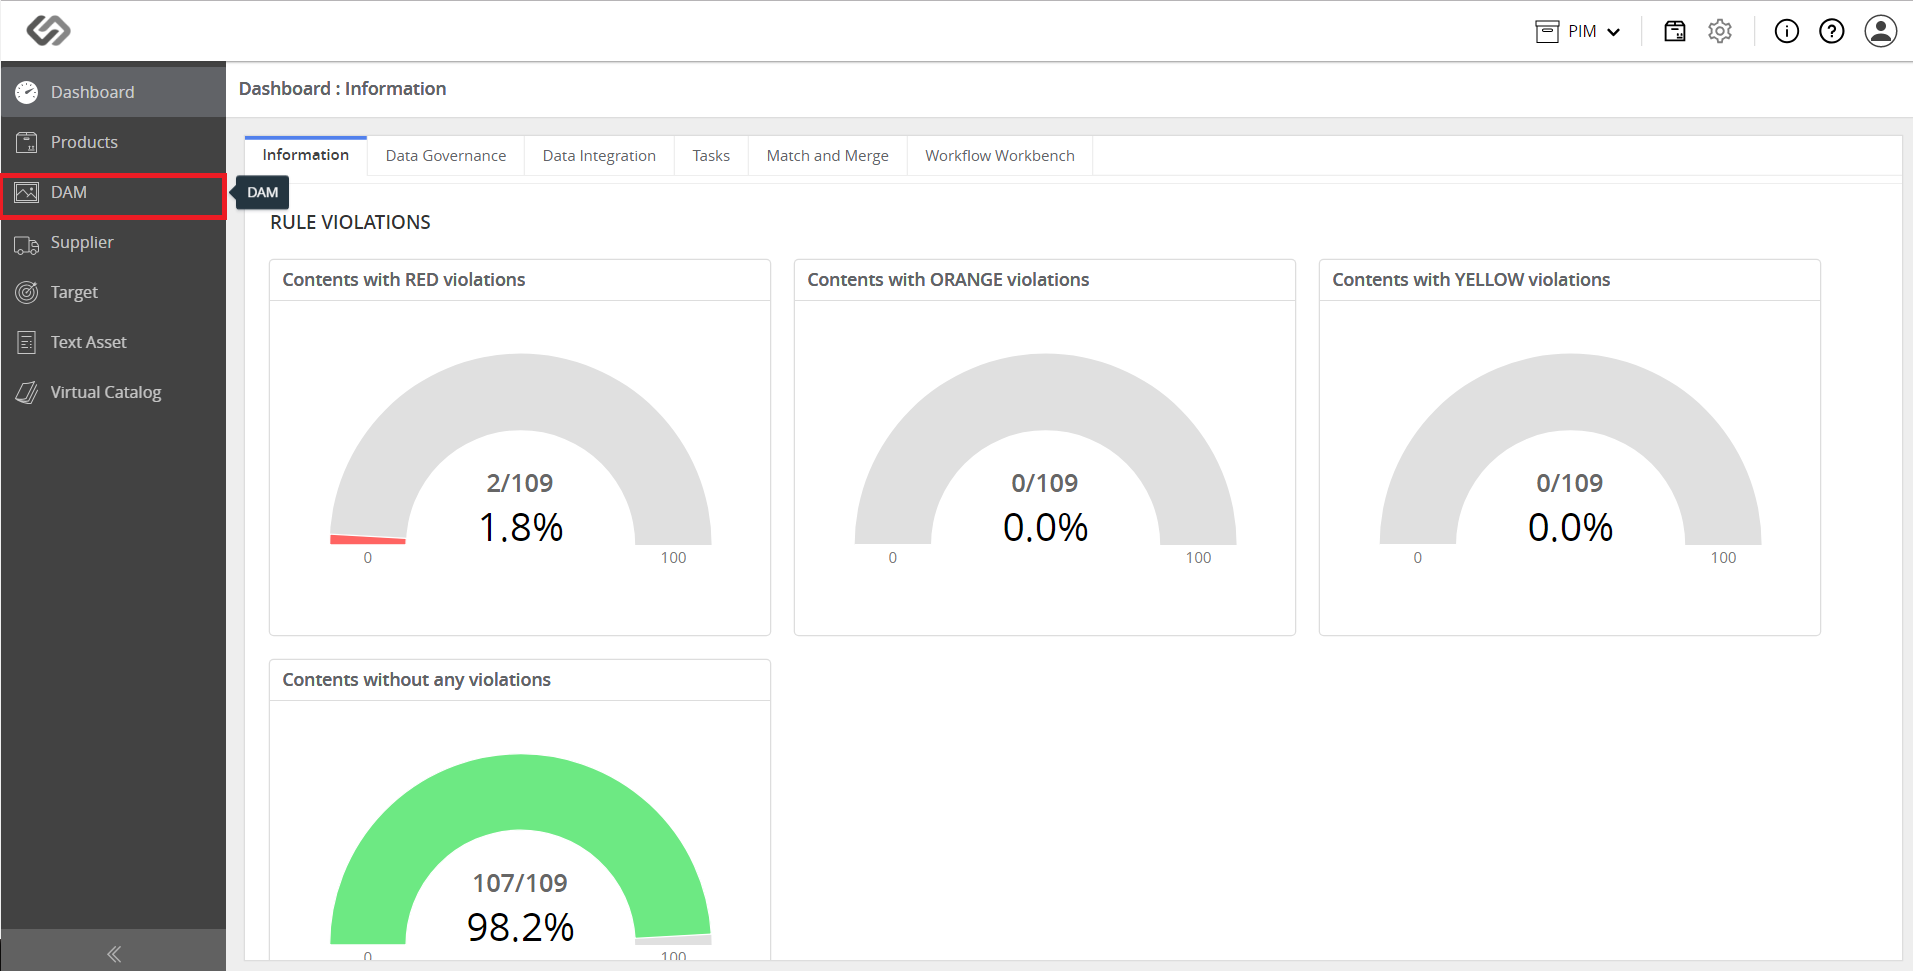 PIM
Dashboard
Products
DAM
Supplier
Target
Text Asset
Virtual Catalog
DAM
Dashboard : Information
Information
Data Governance
Data Integration
Tasks
Match and Merge
Workflow Workbench
RULE VIOLATIONS
Contents with RED violations
2/109
1.8%
0
100
Contents with ORANGE violations
0/109
0.0%
0
100
Contents with YELLOW violations
0/109
0.0%
0
100
Contents without any violations
107/109
98.2%
0
100